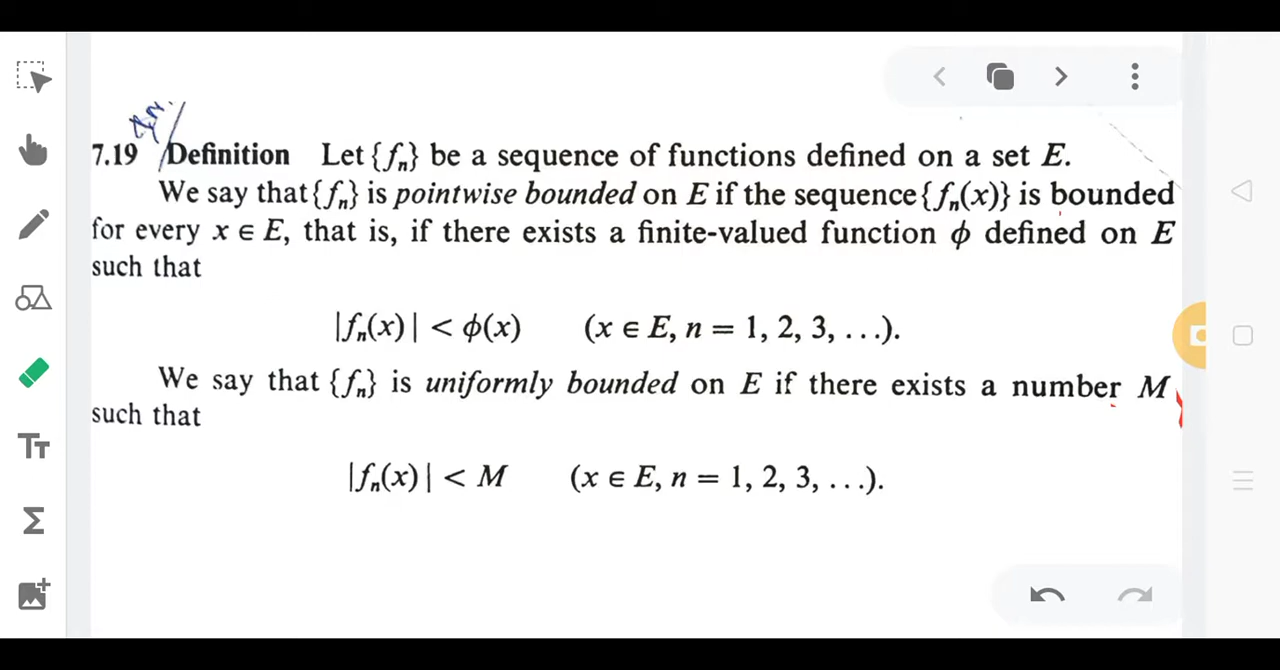 7.19 Definition Let {fₙ} be a sequence of functions defined on a set E.
We say that {fₙ} is pointwise bounded on E if the sequence {fₙ(x)} is bounded
for every x ∈ E, that is, if there exists a finite-valued function ϕ defined on E
such that
|fₙ(x)| < ϕ(x) (x ∈ E, n = 1, 2, 3, ...).
We say that {fₙ} is uniformly bounded on E if there exists a number M
such that
|fₙ(x)| < M (x ∈ E, n = 1, 2, 3, ...).